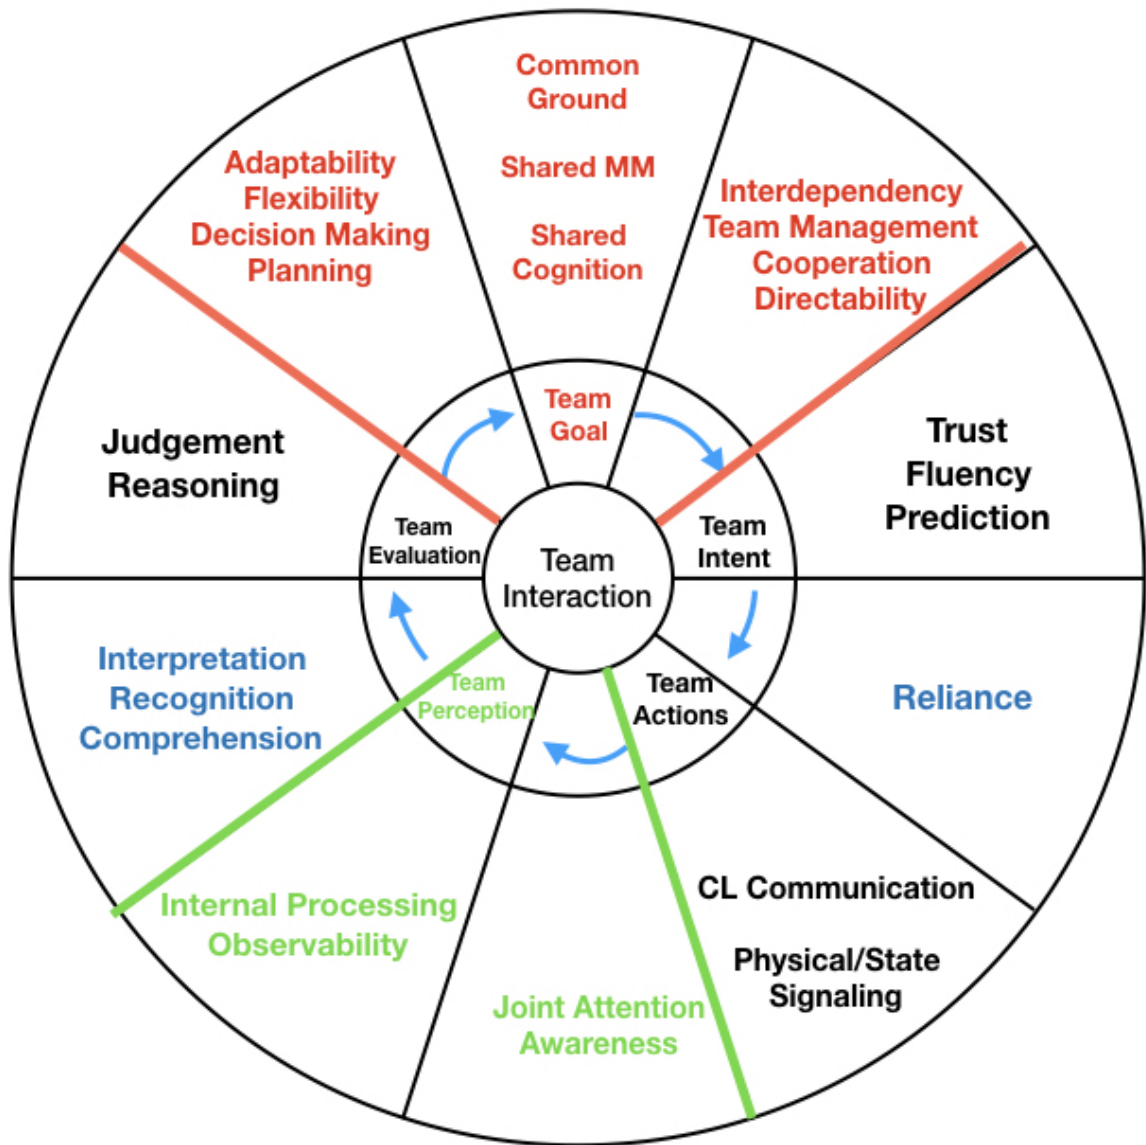 Common
Ground
Shared MM
Shared
Cognition
Adaptability
Flexibility
Decision Making
Planning
Interdependency
Team Management
Cooperation
Directability
Team
Goal
Judgement
Reasoning
Trust
Fluency
Prediction
Team
Evaluation
Team
Interaction
Team
Intent
Interpretation
Recognition
Comprehension
Team
Perception
Team
Actions
Reliance
Internal Processing
Observability
CL Communication
Physical/State
Signaling
Joint Attention
Awareness